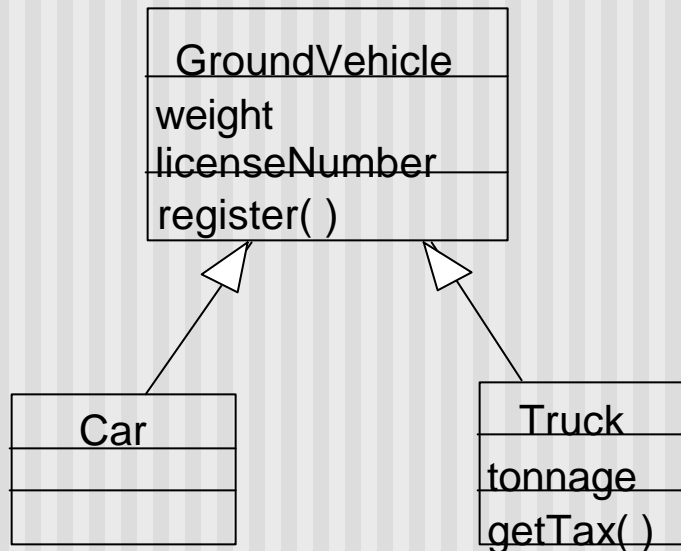 GroundVehicle
weight
licenseNumber
register( )
Car
Truck
tonnage
getTax( )